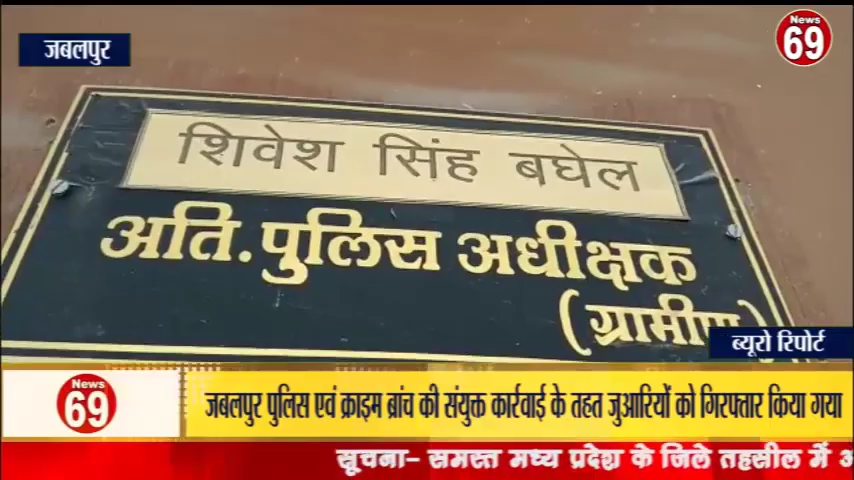 जबलपुर
News
69
शिवेश सिंह बघेल
अति.पुलिस अधीक्षक
(ग्रामीण)
ब्यूरो रिपोर्ट
News
69
जबलपुर पुलिस एवं क्राइम ब्रांच की संयुक्त कार्रवाई के तहत जुआरियों को गिरफ्तार किया गया
सूचना- समस्त मध्य प्रदेश के जिले तहसील में